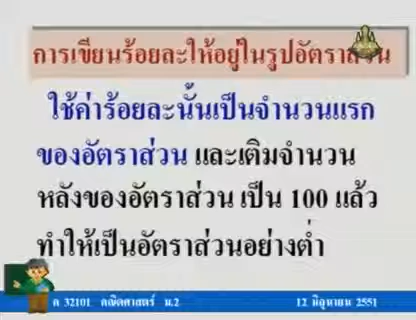 การเขียนร้อยละให้อยู่ในรูปอัตราส่วน
ใช้ค่าร้อยละนั้นเป็นจำนวนแรก
ของอัตราส่วน และเติมจำนวน
หลังของอัตราส่วน เป็น 100 แล้ว
ทำให้เป็นอัตราส่วนอย่างต่ำ
ค 32101 คณิตศาสตร์ ม.2 12 มิถุนายน 2551